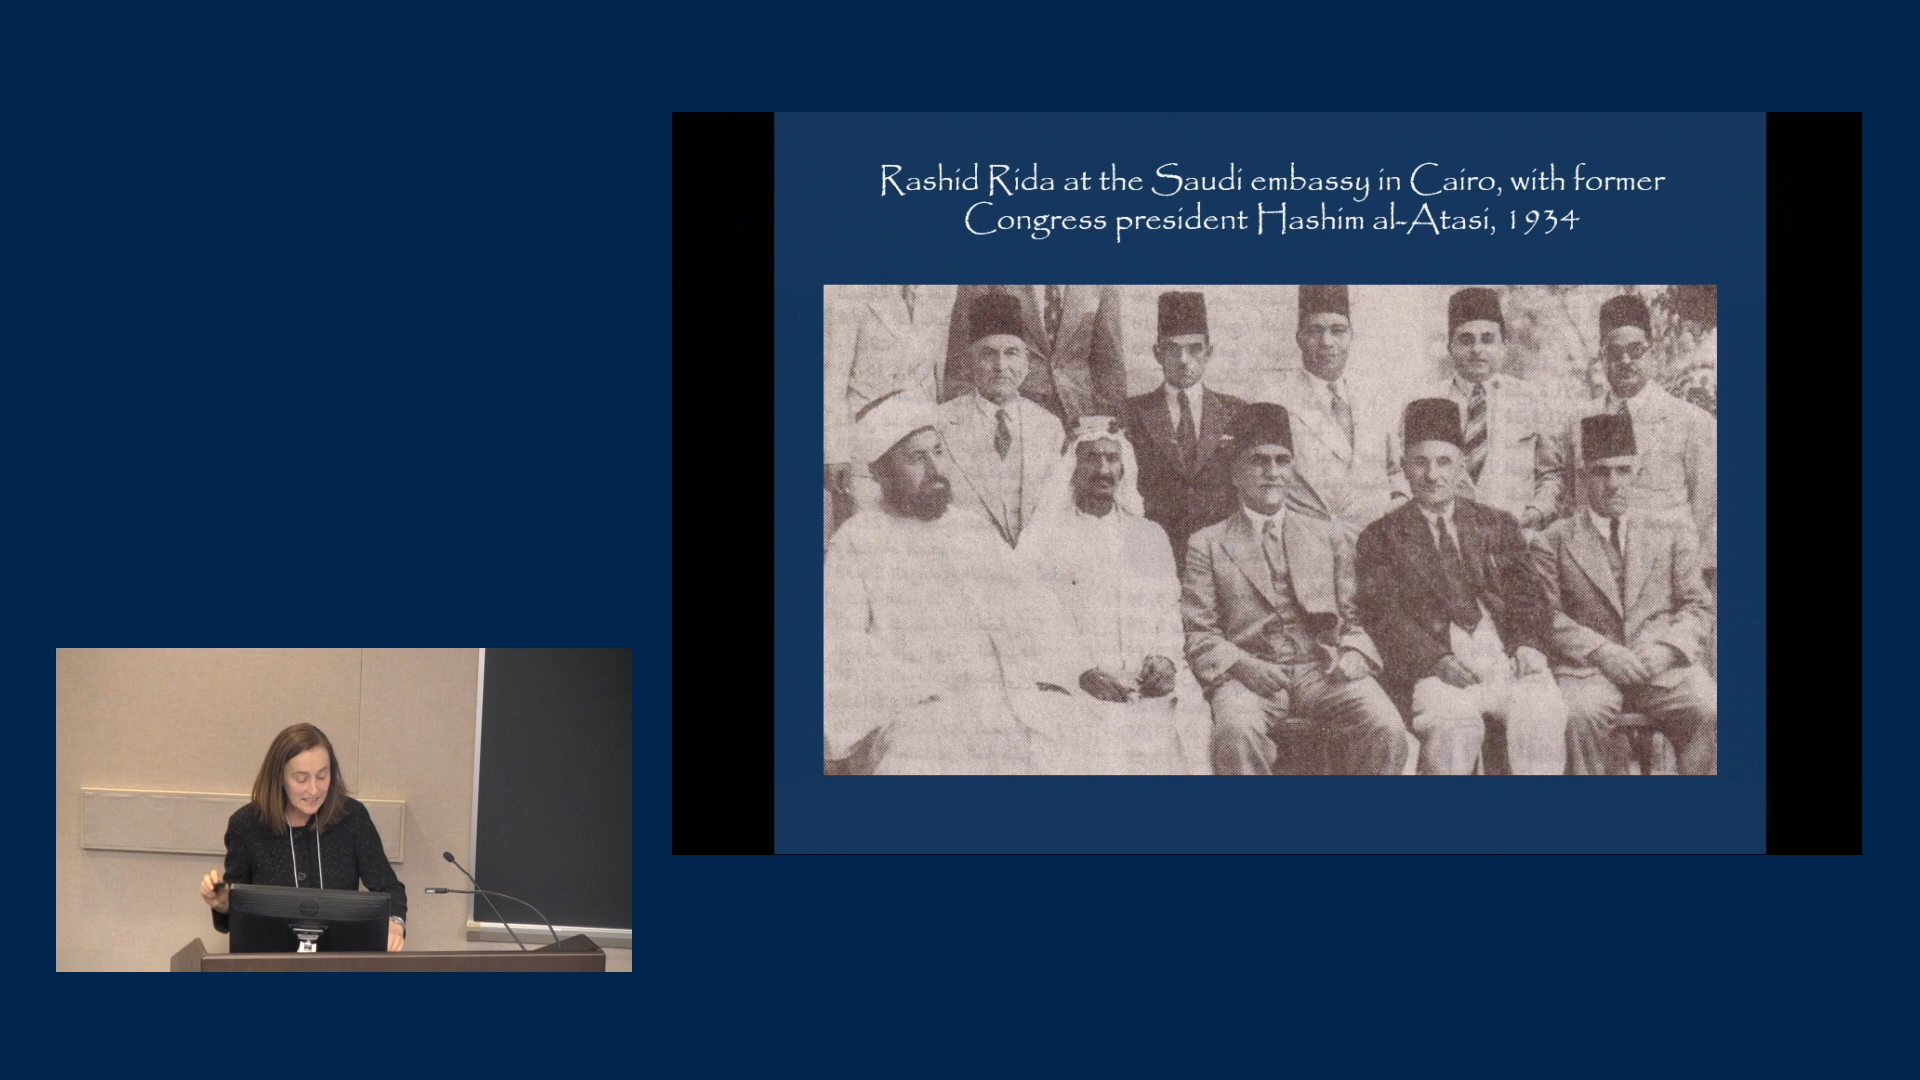 Rashid Rida at the Saudi embassy in Cairo, with former
Congress president Hashim al-Atasi, 1934